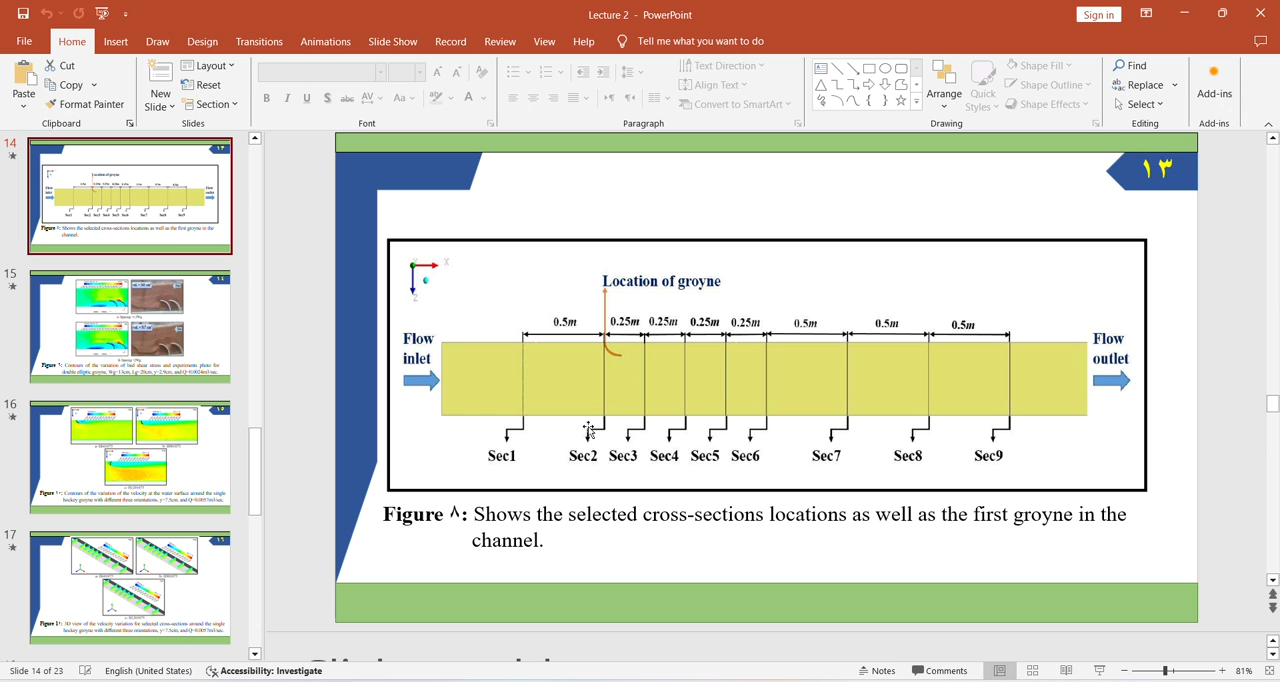 Lecture 2 - PowerPoint
Sign in
File Home Insert Draw Design Transitions Animations Slide Show Record Review View Help Tell me what you want to do
Paste
Cut
Copy
Format Painter
Clipboard
New Slide
Layout
Reset
Section
Slides
B I U S abc AV Aa A
Font
Text Direction
Align Text
Convert to SmartArt
Paragraph
Arrange
Quick Styles
Shape Fill
Shape Outline
Shape Effects
Drawing
Find
Replace
Select
Editing
Add-ins
Add-ins
14
15
16
17
١٣
X
Z
Location of groyne
0.5m 0.25m 0.25m 0.25m 0.25m 0.5m 0.5m 0.5m
Flow inlet
Flow outlet
Sec1 Sec2 Sec3 Sec4 Sec5 Sec6 Sec7 Sec8 Sec9
Figure ٨: Shows the selected cross-sections locations as well as the first groyne in the
channel.
Slide 14 of 23
English (United States)
Accessibility: Investigate
Notes
Comments
81%